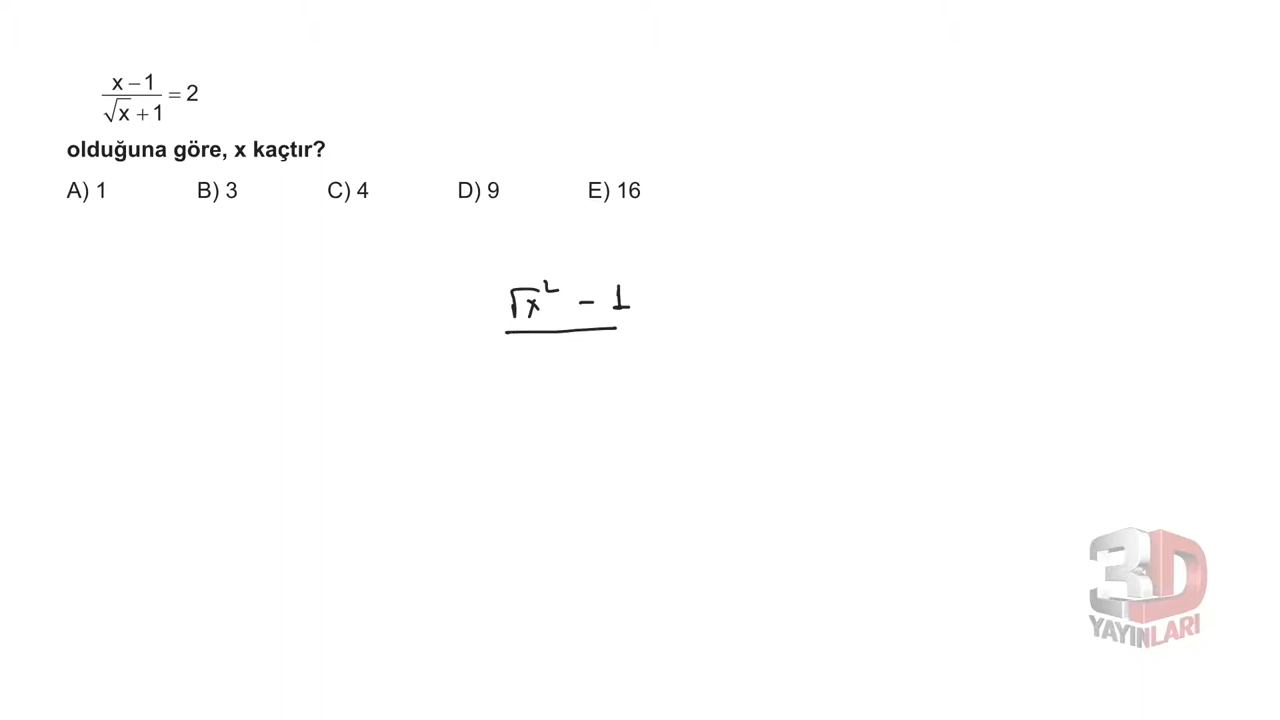 x – 1
√x + 1
= 2
olduğuna göre, x kaçtır?
A) 1 B) 3 C) 4 D) 9 E) 16
√x² - 1
3D
YAYINLARI